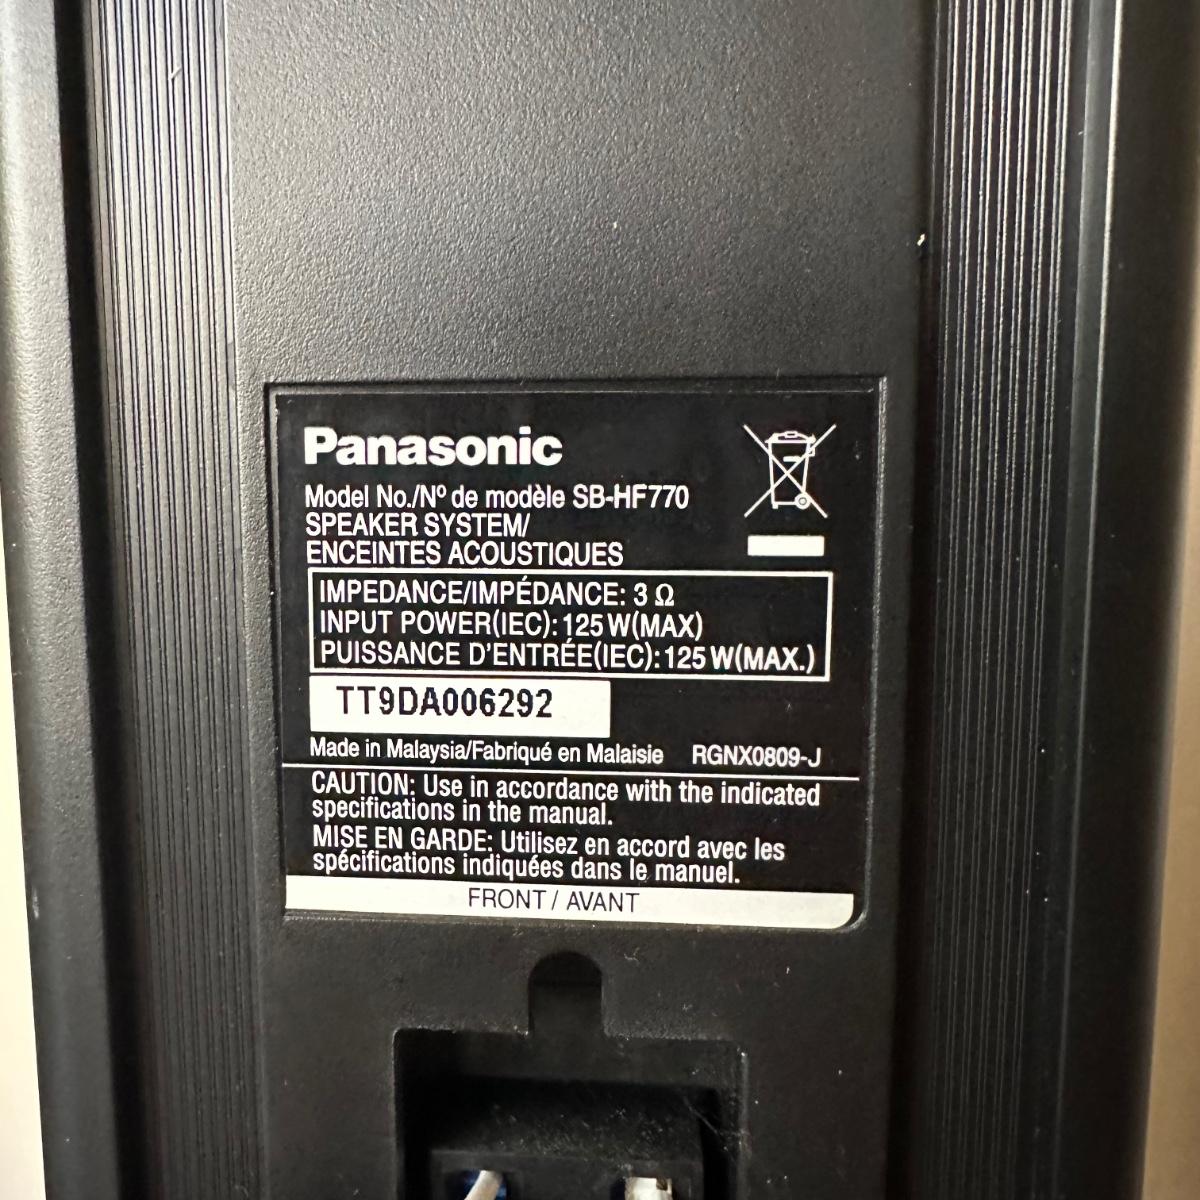 Panasonic
Model No./Nº de modèle SB-HF770
SPEAKER SYSTEM/
ENCEINTES ACOUSTIQUES
IMPEDANCE/IMPÉDANCE: 3 Ω
INPUT POWER(IEC): 125 W(MAX)
PUISSANCE D'ENTRÉE(IEC): 125 W(MAX.)
TT9DA006292
Made in Malaysia/Fabriqué en Malaisie RGNX0809-J
CAUTION: Use in accordance with the indicated
specifications in the manual.
MISE EN GARDE: Utilisez en accord avec les
spécifications indiquées dans le manuel.
FRONT / AVANT